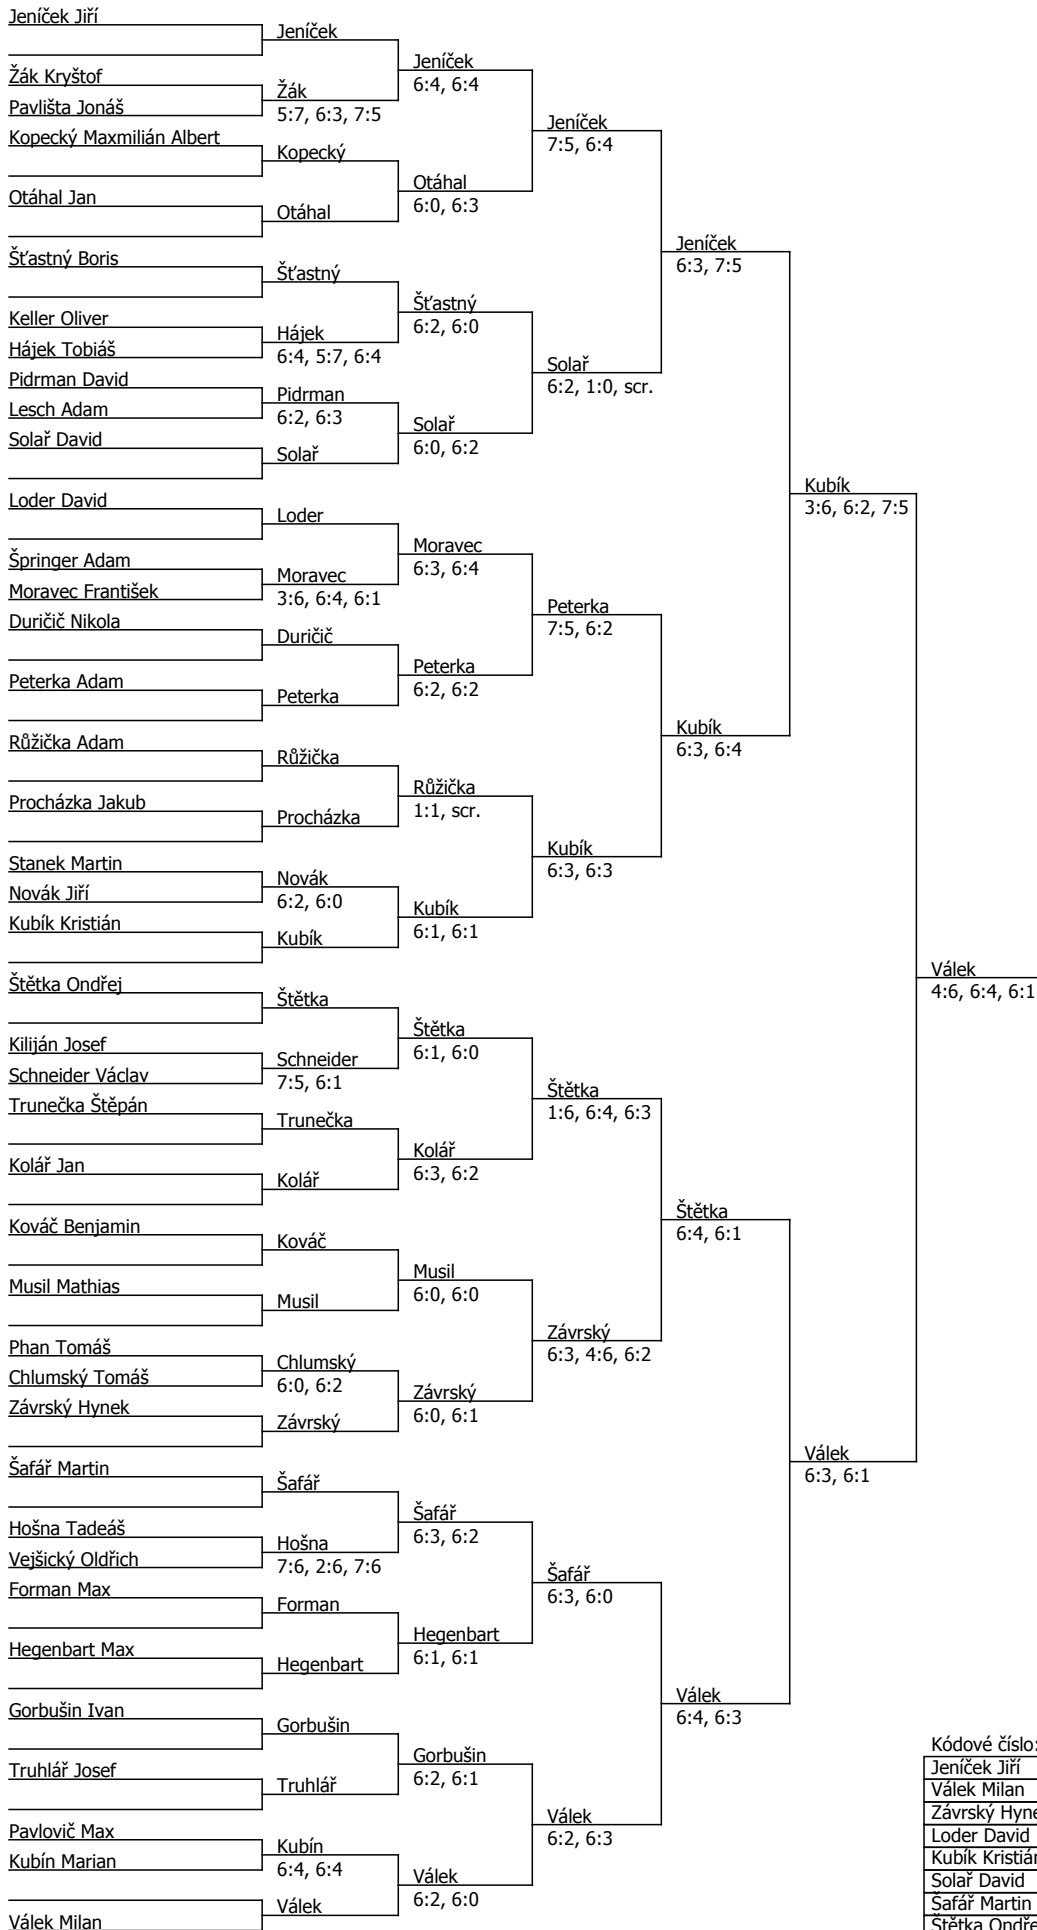 Jeníček Jiří
Žák Kryštof
Pavlišta Jonáš
Kopecký Maxmilián Albert
Otáhal Jan
Šťastný Boris
Keller Oliver
Hájek Tobiáš
Pidrman David
Lesch Adam
Solař David
Loder David
Špringer Adam
Moravec František
Duričič Nikola
Peterka Adam
Růžička Adam
Procházka Jakub
Stanek Martin
Novák Jiří
Kubík Kristián
Štětka Ondřej
Kiliján Josef
Schneider Václav
Trunečka Štěpán
Kolář Jan
Kováč Benjamin
Musil Mathias
Phan Tomáš
Chlumský Tomáš
Závrský Hynek
Šafář Martin
Hošna Tadeáš
Vejšický Oldřich
Forman Max
Hegenbart Max
Gorbušin Ivan
Truhlář Josef
Pavlovič Max
Kubín Marian
Válek Milan
Jeníček
Žák
5:7, 6:3, 7:5
Kopecký
Otáhal
Šťastný
Hájek
6:4, 5:7, 6:4
Pidrman
6:2, 6:3
Solař
Loder
Moravec
3:6, 6:4, 6:1
Duričič
Peterka
Růžička
Procházka
Novák
6:2, 6:0
Kubík
Štětka
Schneider
7:5, 6:1
Trunečka
Kolář
Kováč
Musil
Chlumský
6:0, 6:2
Závrský
Šafář
Hošna
7:6, 2:6, 7:6
Forman
Hegenbart
Gorbušin
Truhlář
Kubín
6:4, 6:4
Válek
Jeníček
6:4, 6:4
Otáhal
6:0, 6:3
Šťastný
6:2, 6:0
Solař
6:0, 6:2
Moravec
6:3, 6:4
Peterka
6:2, 6:2
Růžička
1:1, scr.
Kubík
6:1, 6:1
Štětka
6:1, 6:0
Kolář
6:3, 6:2
Musil
6:0, 6:0
Závrský
6:0, 6:1
Šafář
6:3, 6:2
Hegenbart
6:1, 6:1
Gorbušin
6:2, 6:1
Válek
6:2, 6:0
Jeníček
7:5, 6:4
Solař
6:2, 1:0, scr.
Peterka
7:5, 6:2
Kubík
6:3, 6:3
Štětka
1:6, 6:4, 6:3
Závrský
6:3, 4:6, 6:2
Šafář
6:3, 6:0
Válek
6:2, 6:3
Jeníček
6:3, 7:5
Kubík
6:3, 6:4
Štětka
6:4, 6:1
Válek
6:4, 6:3
Kubík
3:6, 6:2, 7:5
Válek
6:3, 6:1
Válek
4:6, 6:4, 6:1
Kódové číslo:
Jeníček Jiří
Válek Milan
Závrský
Loder David
Kubík Kristián
Solař David
Šafář Martin
Štětka